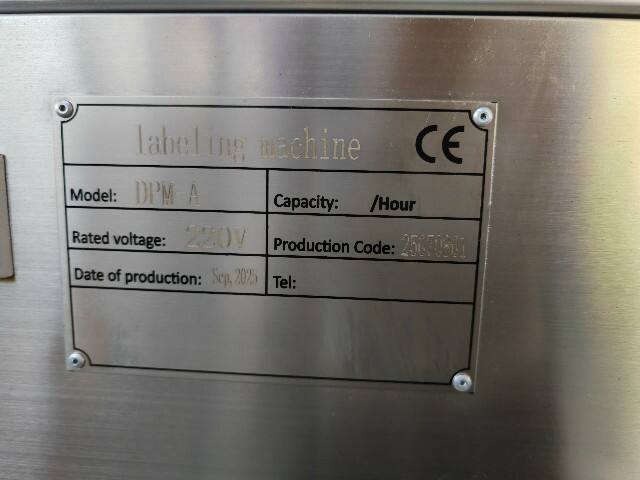 labeling machine CE
Model: DPM-A
Capacity: /Hour
Rated voltage: 220V
Production Code:
Date of production: Sep, 2025
Tel: